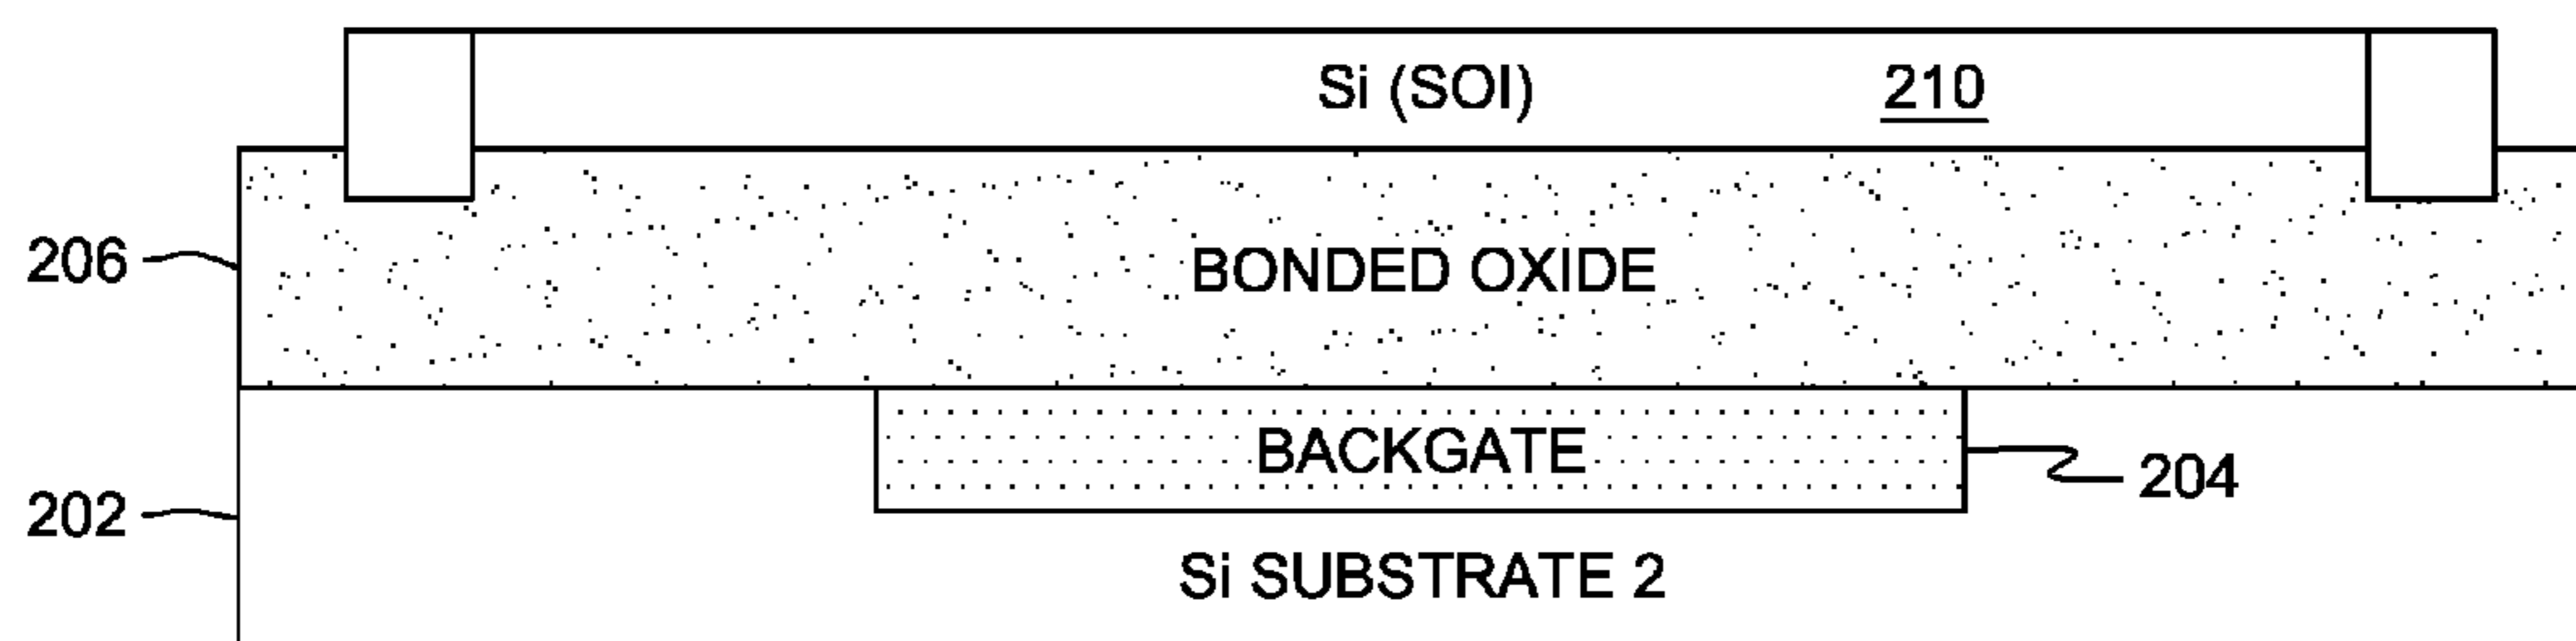 Si (SOI) 210
206
BONDED OXIDE
BACKGATE
204
202
Si SUBSTRATE 2